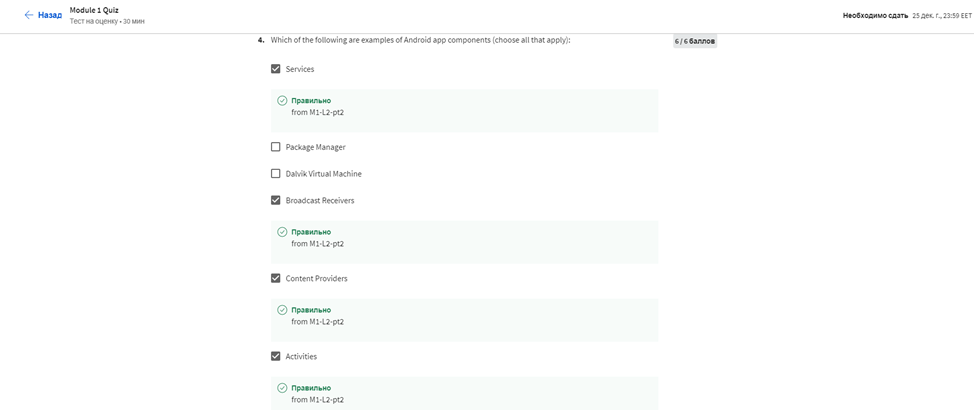 Назад
Module 1 Quiz
Тест на оценку • 30 мин
Необходимо сдать 25 дек. г., 23:59 EET
4. Which of the following are examples of Android app components (choose all that apply):
6 / 6 баллов
Services
Правильно
from M1-L2-pt2
Package Manager
Dalvik Virtual Machine
Broadcast Receivers
Правильно
from M1-L2-pt2
Content Providers
Правильно
from M1-L2-pt2
Activities
Правильно
from M1-L2-pt2